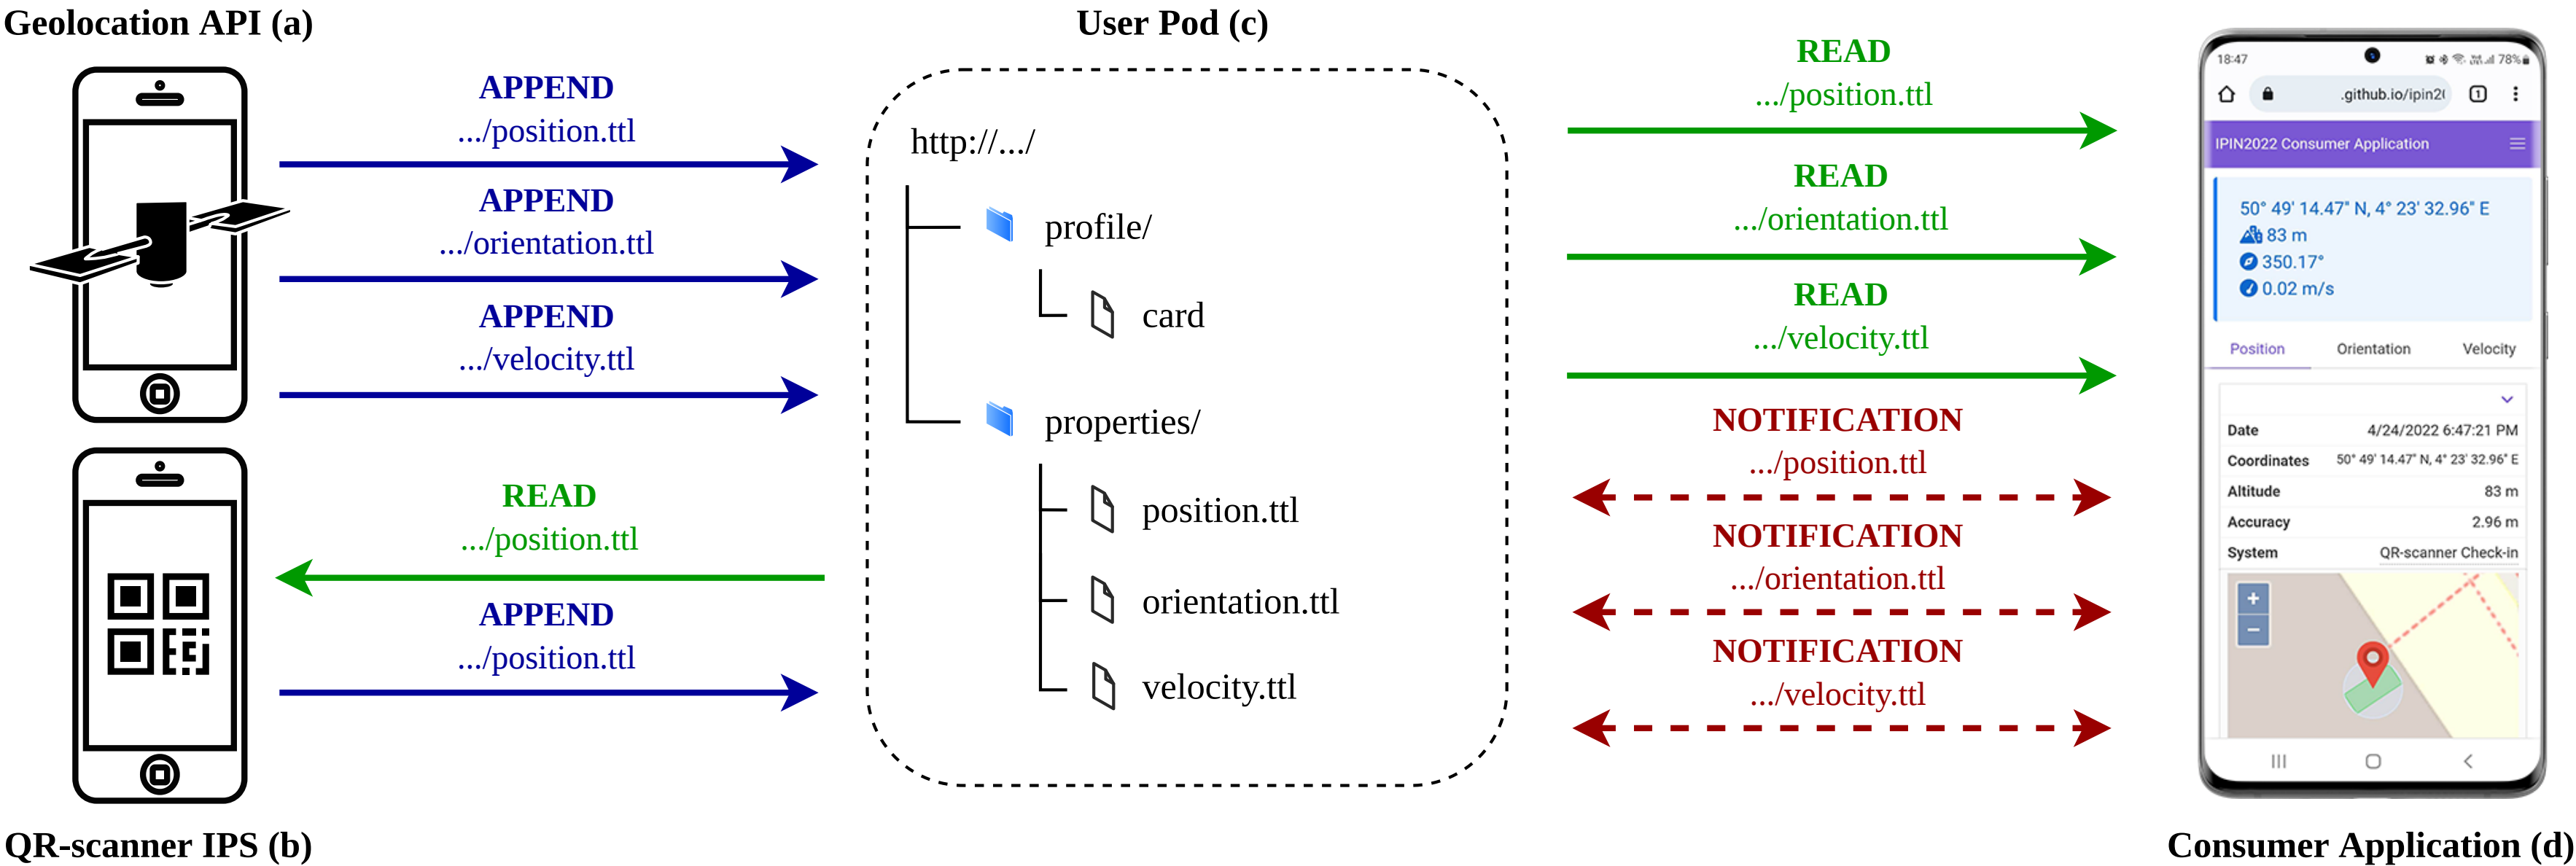 Geolocation API (a)
APPEND
.../position.ttl
APPEND
.../orientation.ttl
APPEND
.../velocity.ttl
READ
.../position.ttl
APPEND
.../position.ttl
QR-scanner IPS (b)
User Pod (c)
http://.../
profile/
card
properties/
position.ttl
orientation.ttl
velocity.ttl
READ
.../position.ttl
READ
.../orientation.ttl
READ
.../velocity.ttl
NOTIFICATION
.../position.ttl
NOTIFICATION
.../orientation.ttl
NOTIFICATION
.../velocity.ttl
18:47 78%
.github.io/ipin2 1
IPIN2022 Consumer Application
50° 49' 14.47" N, 4° 23' 32.96" E
83 m
350.17°
0.02 m/s
Position Orientation Velocity
Date 4/24/2022 6:47:21 PM
Coordinates 50° 49' 14.47" N, 4° 23' 32.96" E
Altitude 83 m
Accuracy 2.96 m
System QR-scanner Check-in
+
−
Consumer Application (d)